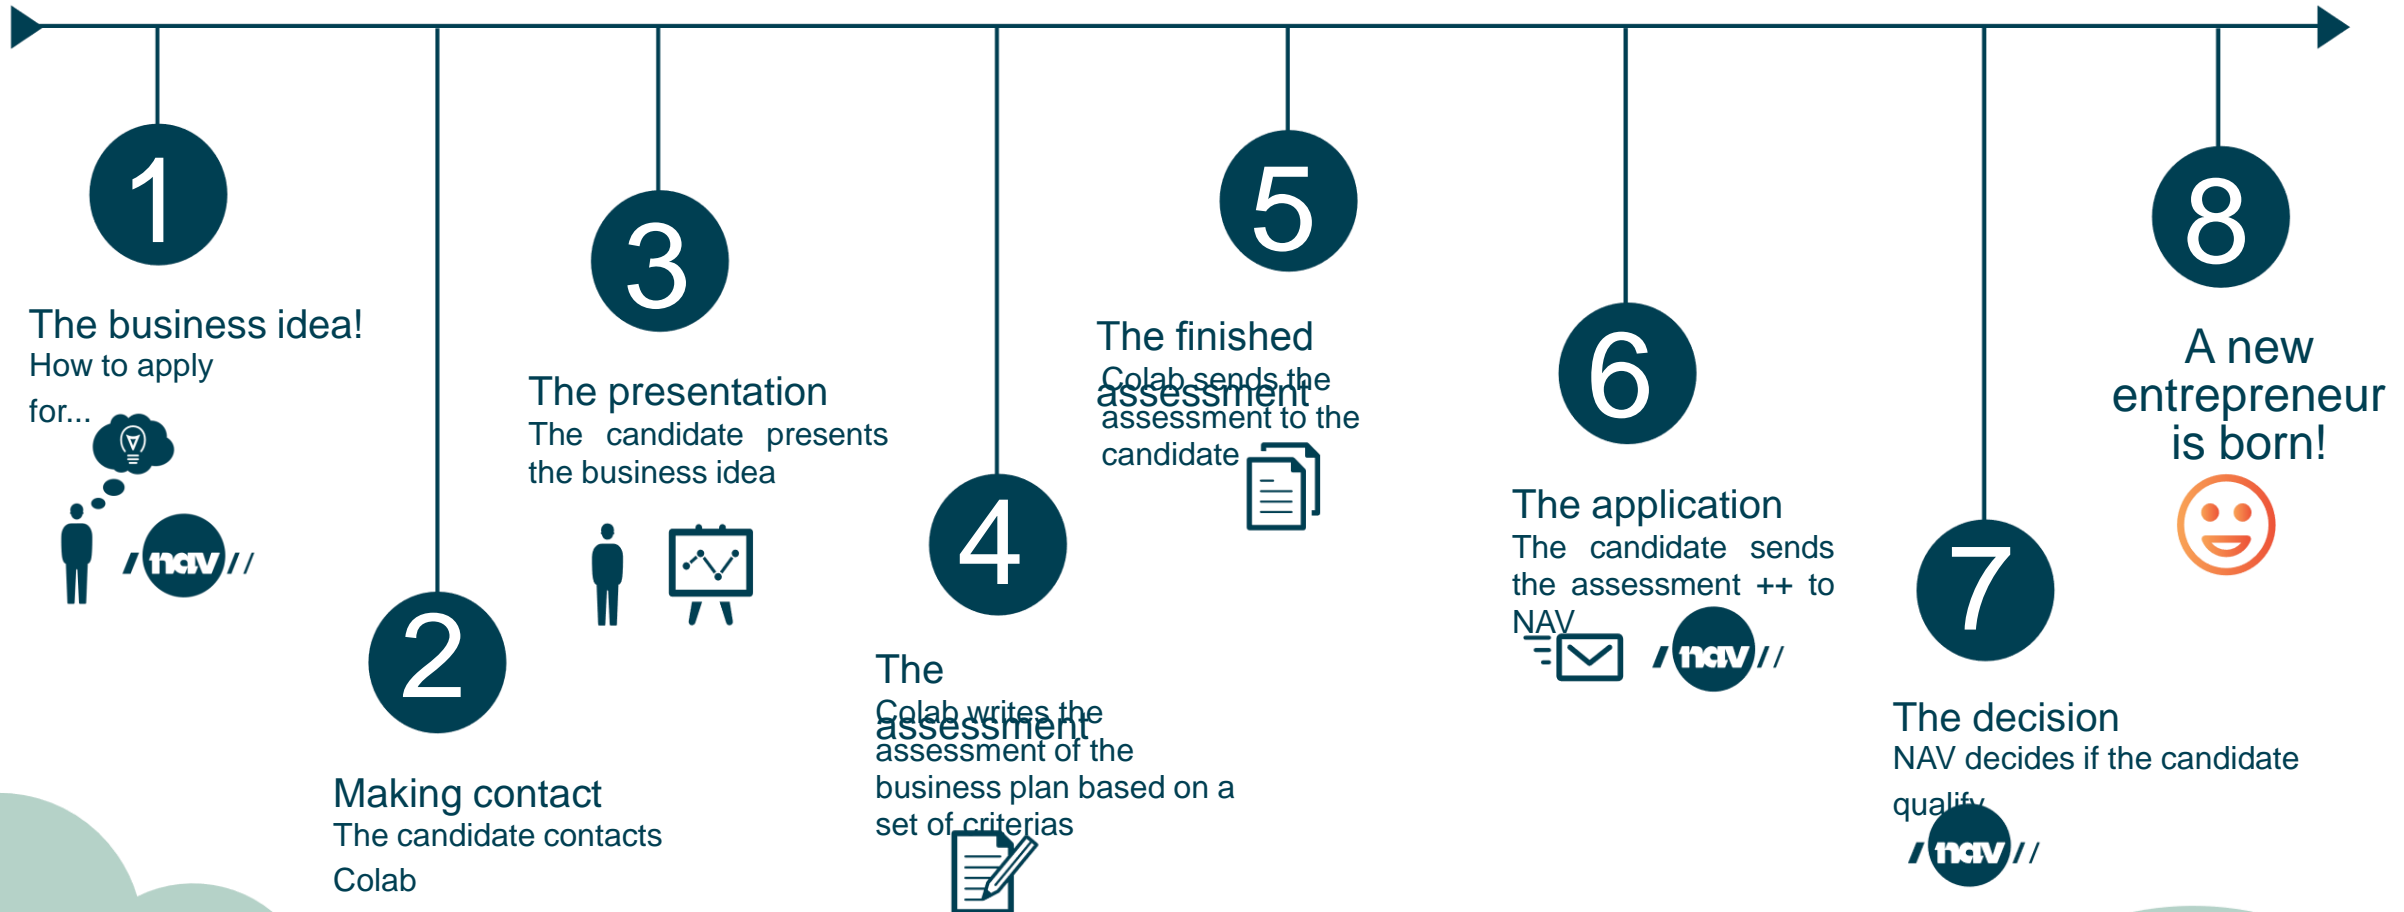 1
The business idea!
How to apply
for...
nav
2
Making contact
The candidate contacts
Colab
3
The presentation
The candidate presents
the business idea
4
The
assessment
Colab writes the
assessment of the
business plan based on a
set of criterias
5
The finished
assessment
Colab sends the
assessment to the
candidate
6
The application
The candidate sends
the assessment ++ to
NAV
nav
7
The decision
NAV decides if the candidate
qualify
nav
8
A new
entrepreneur
is born!